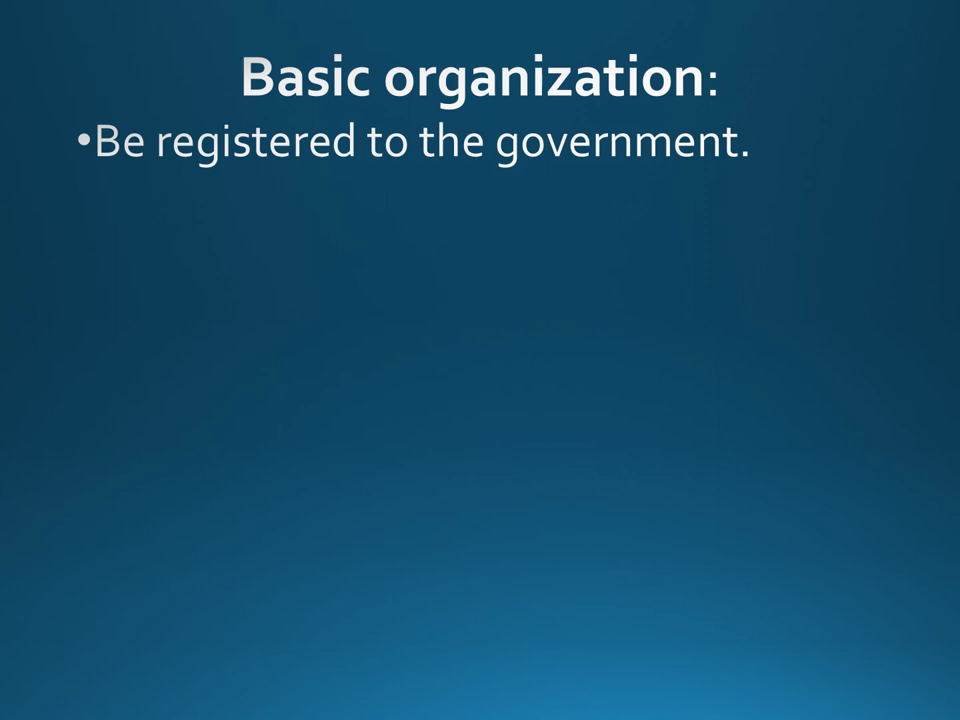 Basic organization:
•Be registered to the government.